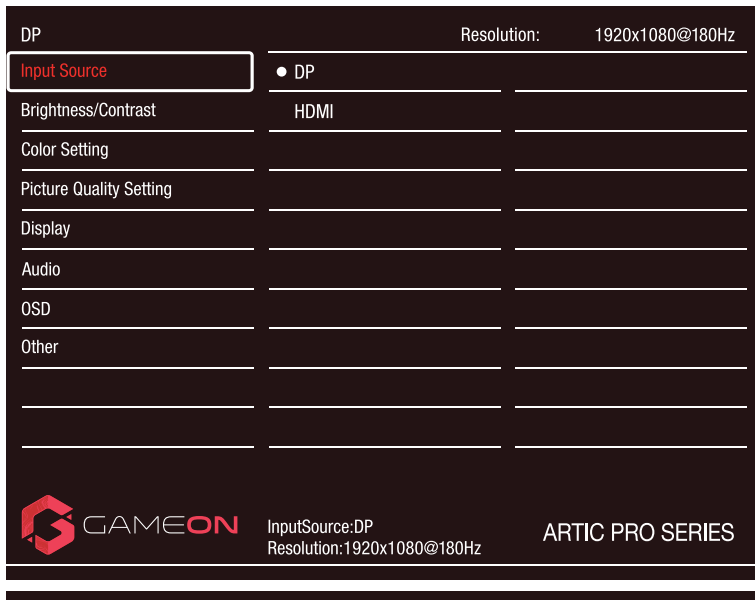 DP Resolution: 1920x1080@180Hz
Input Source DP
Brightness/Contrast HDMI
Color Setting
Picture Quality Setting
Display
Audio
OSD
Other
GAMEON
InputSource:DP
Resolution:1920x1080@180Hz
ARTIC PRO SERIES